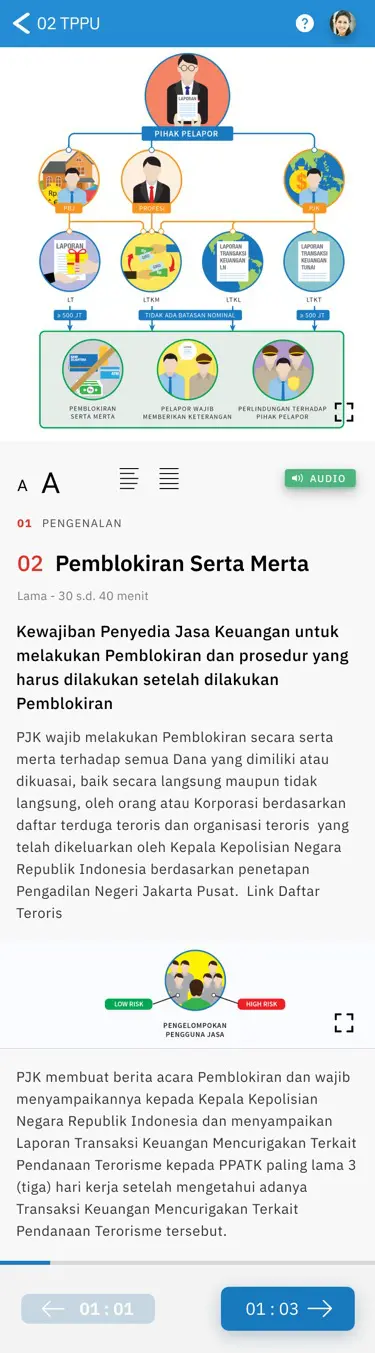 02 TPPU
?
LAPORAN
PIHAK PELAPOR
Rp
PBJ
PROFESI
$
PJK
LAPORAN
LAPORAN
TRANSAKSI
KEUANGAN
LN
LAPORAN
TRANSAKSI
KEUANGAN
TUNAI
LT
LTKM
LTKL
LTKT
≥ 500 JT
TIDAK ADA BATASAN NOMINAL
≥ 500 JT
PEMBLOKIRAN
SERTA MERTA
PELAPOR WAJIB
MEMBERIKAN KETERANGAN
PERLINDUNGAN TERHADAP
PIHAK PELAPOR
A A
AUDIO
01 PENGENALAN
02 Pemblokiran Serta Merta
Lama - 30 s.d. 40 menit
Kewajiban Penyedia Jasa Keuangan untuk
melakukan Pemblokiran dan prosedur yang
harus dilakukan setelah dilakukan
Pemblokiran
PJK wajib melakukan Pemblokiran secara serta
merta terhadap semua Dana yang dimiliki atau
dikuasai, baik secara langsung maupun tidak
langsung, oleh orang atau Korporasi berdasarkan
daftar terduga teroris dan organisasi teroris yang
telah dikeluarkan oleh Kepala Kepolisian Negara
Republik Indonesia berdasarkan penetapan
Pengadilan Negeri Jakarta Pusat. Link Daftar
Teroris
LOW RISK
HIGH RISK
PENGELOMPOKAN
PENGGUNA JASA
PJK membuat berita acara Pemblokiran dan wajib
menyampaikannya kepada Kepala Kepolisian
Negara Republik Indonesia dan menyampaikan
Laporan Transaksi Keuangan Mencurigakan Terkait
Pendanaan Terorisme kepada PPATK paling lama 3
(tiga) hari kerja setelah mengetahui adanya
Transaksi Keuangan Mencurigakan Terkait
Pendanaan Terorisme tersebut.
01 : 01
01 : 03